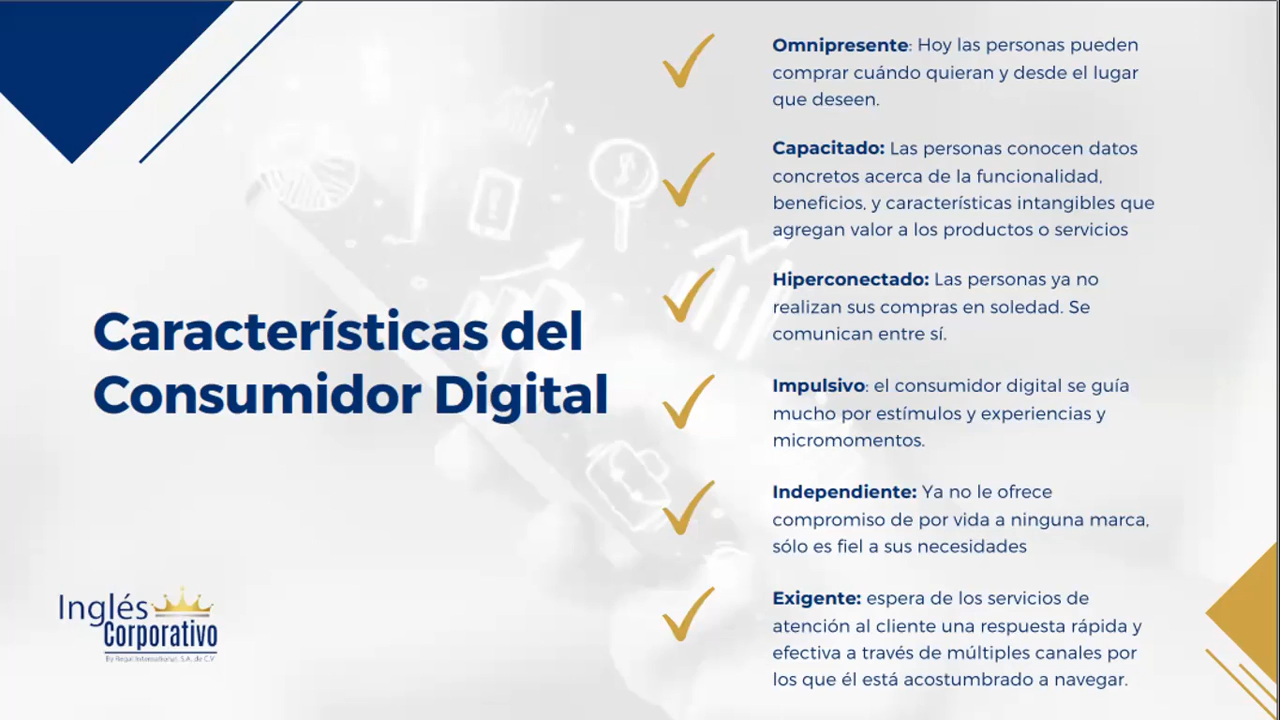 Características del
Consumidor Digital
Omnipresente: Hoy las personas pueden
comprar cuándo quieran y desde el lugar
que deseen.
Capacitado: Las personas conocen datos
concretos acerca de la funcionalidad,
beneficios, y características intangibles que
agregan valor a los productos o servicios
Hiperconectado: Las personas ya no
realizan sus compras en soledad. Se
comunican entre sí.
Impulsivo: el consumidor digital se guía
mucho por estímulos y experiencias y
micromomentos.
Independiente: Ya no le ofrece
compromiso de por vida a ninguna marca,
sólo es fiel a sus necesidades
Exigente: espera de los servicios de
atención al cliente una respuesta rápida y
efectiva a través de múltiples canales por
los que él está acostumbrado a navegar.
Inglés
Corporativo
By Regal International, S.A. de C.V